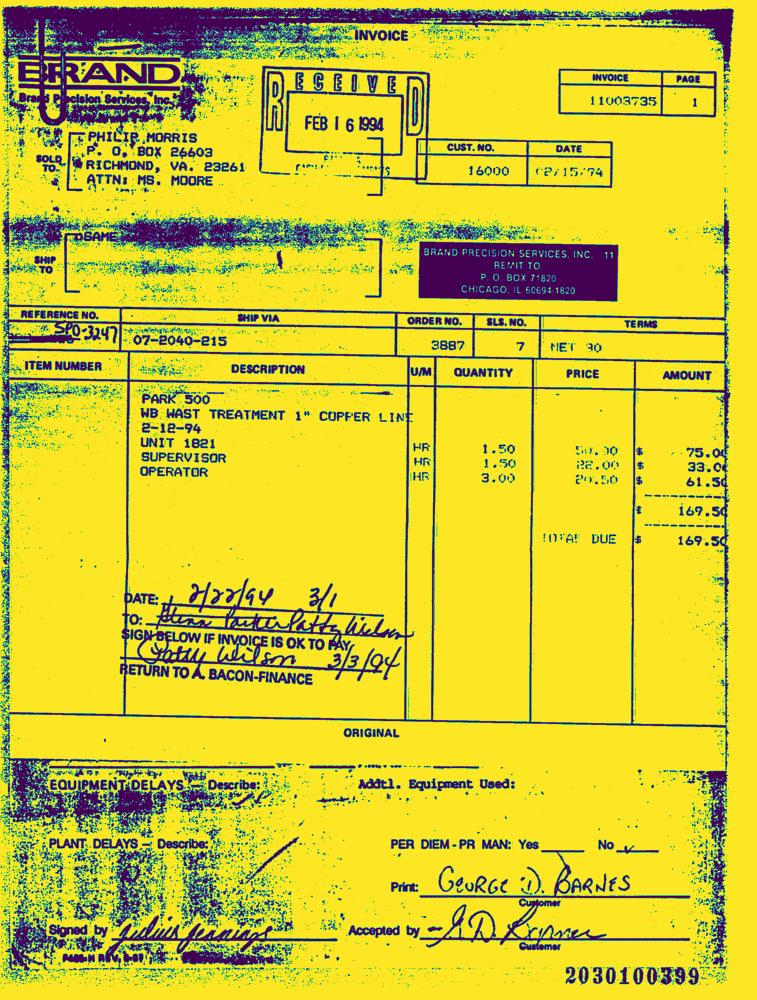 INVOICE
BRAND
Brand Precision Services, Inc.
RECEIVED
FEB 16 1994
INVOICE PAGE
11003735 1
SOLD TO
PHILIP MORRIS
P. O. BOX 26603
RICHMOND, VA. 23261
ATTN: MS. MOORE
CUST. NO. DATE
16000 02/15/94
SHIP TO
SAME
BRAND PRECISION SERVICES, INC. 11
REMIT TO
P. O. BOX 71820
CHICAGO, IL 60694-1820
REFERENCE NO. SHIP VIA ORDER NO. SLS. NO. TERMS
SPO-3247 07-2040-215 3887 7 NET 30
ITEM NUMBER DESCRIPTION U/M QUANTITY PRICE AMOUNT
PARK 500
WB WAST TREATMENT 1" COPPER LINE
2-12-94
UNIT 1821 HR 1.50 50.00 $ 75.00
SUPERVISOR HR 1.50 22.00 $ 33.00
OPERATOR HR 3.00 20.50 $ 61.50
$ 169.50
TOTAL DUE $ 169.50
DATE: 2/22/94 3/1
TO: Parker Patty Wilson
SIGN BELOW IF INVOICE IS OK TO PAY
Patty Wilson 3/3/94
RETURN TO A. BACON-FINANCE
ORIGINAL
EQUIPMENT DELAYS — Describe: Addtl. Equipment Used:
PLANT DELAYS — Describe: PER DIEM - PR MAN: Yes No ✓
Print: GEORGE D. BARNES
Customer
Signed by Julius Jennings Accepted by
Customer
2030100399